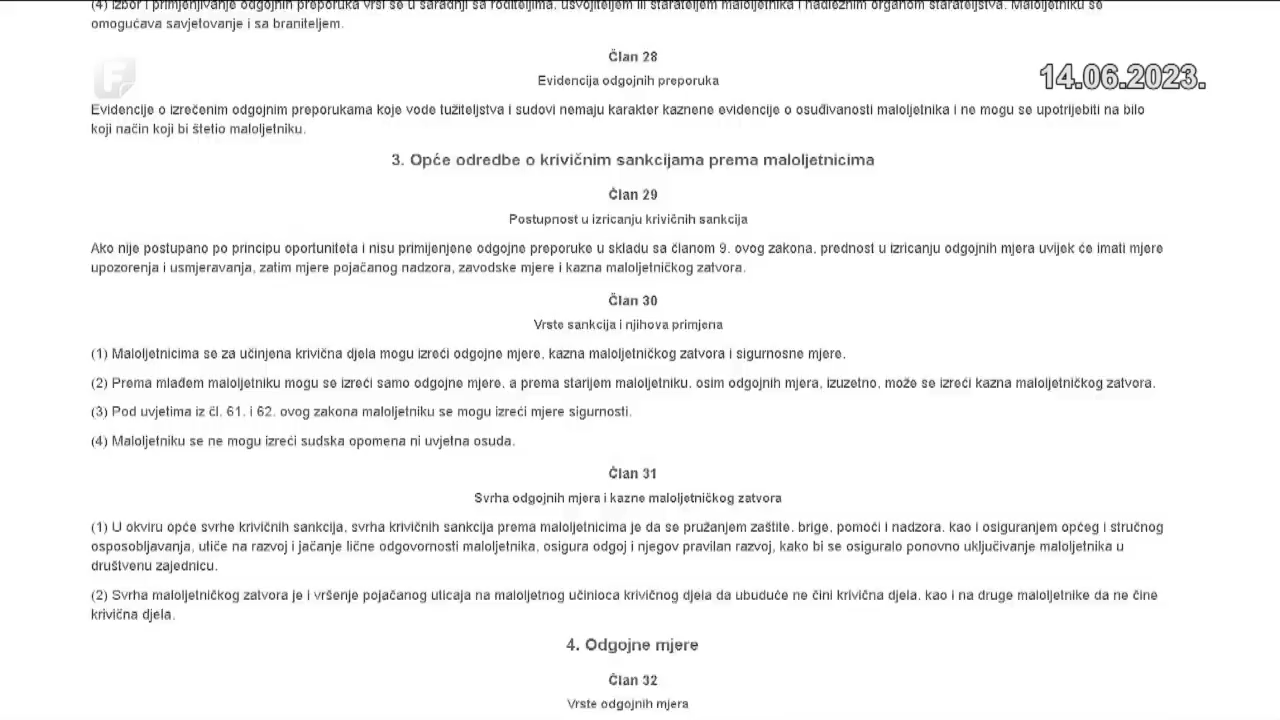 (4) Izbor i primjenjivanje odgojnih preporuka vrši se u saradnji sa roditeljima, usvojiteljem ili starateljem maloljetnika i nadležnim organom starateljstva. Maloljetniku se
omogućava savjetovanje i sa braniteljem.
Član 28
14.06.2023.
Evidencija odgojnih preporuka
Evidencije o izrečenim odgojnim preporukama koje vode tužiteljstva i sudovi nemaju karakter kaznene evidencije o osuđivanosti maloljetnika i ne mogu se upotrijebiti na bilo
koji način koji bi štetio maloljetniku.
3. Opće odredbe o krivičnim sankcijama prema maloljetnicima
Član 29
Postupnost u izricanju krivičnih sankcija
Ako nije postupano po principu oportuniteta i nisu primijenjene odgojne preporuke u skladu sa članom 9. ovog zakona, prednost u izricanju odgojnih mjera uvijek će imati mjere
upozorenja i usmjeravanja, zatim mjere pojačanog nadzora, zavodske mjere i kazna maloljetničkog zatvora.
Član 30
Vrste sankcija i njihova primjena
(1) Maloljetnicima se za učinjena krivična djela mogu izreći odgojne mjere, kazna maloljetničkog zatvora i sigurnosne mjere.
(2) Prema mlađem maloljetniku mogu se izreći samo odgojne mjere, a prema starijem maloljetniku, osim odgojnih mjera, izuzetno, može se izreći kazna maloljetničkog zatvora.
(3) Pod uvjetima iz čl. 61. i 62. ovog zakona maloljetniku se mogu izreći mjere sigurnosti.
(4) Maloljetniku se ne mogu izreći sudska opomena ni uvjetna osuda.
Član 31
Svrha odgojnih mjera i kazne maloljetničkog zatvora
(1) U okviru opće svrhe krivičnih sankcija, svrha krivičnih sankcija prema maloljetnicima je da se pružanjem zaštite, brige, pomoći i nadzora, kao i osiguranjem općeg i stručnog
osposobljavanja, utiče na razvoj i jačanje lične odgovornosti maloljetnika, osigura odgoj i njegov pravilan razvoj, kako bi se osiguralo ponovno uključivanje maloljetnika u
društvenu zajednicu.
(2) Svrha maloljetničkog zatvora je i vršenje pojačanog uticaja na maloljetnog učinioca krivičnog djela da ubuduće ne čini krivična djela, kao i na druge maloljetnike da ne čine
krivična djela.
4. Odgojne mjere
Član 32
Vrste odgojnih mjera